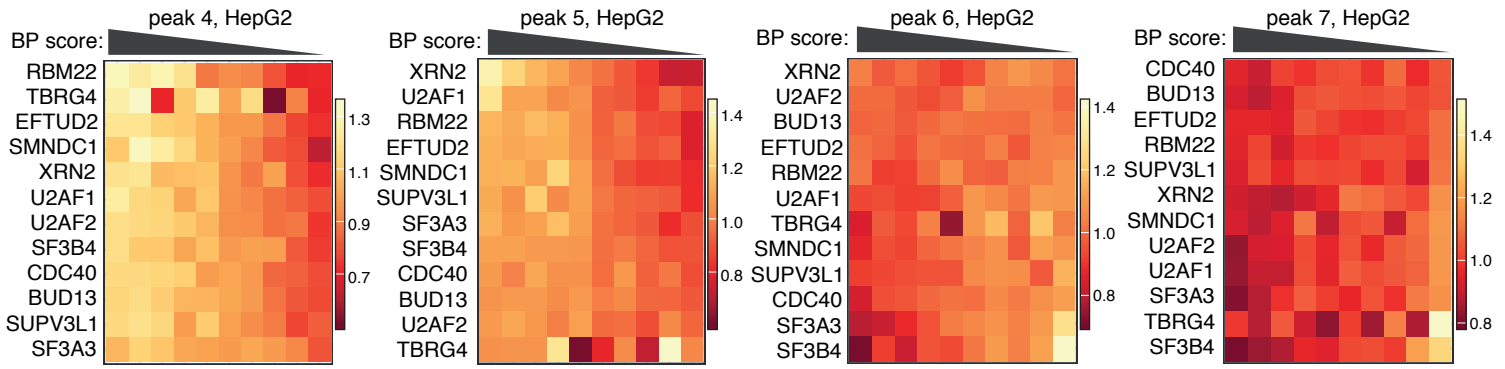 peak 4, HepG2
BP score:
RBM22
TBRG4
EFTUD2
SMNDC1
XRN2
U2AF1
U2AF2
SF3B4
CDC40
BUD13
SUPV3L1
SF3A3
1.3
1.1
0.9
0.7
peak 5, HepG2
BP score:
XRN2
U2AF1
RBM22
EFTUD2
SMNDC1
SUPV3L1
SF3A3
SF3B4
CDC40
BUD13
U2AF2
TBRG4
1.4
1.2
1.0
0.8
peak 6, HepG2
BP score:
XRN2
U2AF2
BUD13
EFTUD2
RBM22
U2AF1
TBRG4
SMNDC1
SUPV3L1
CDC40
SF3A3
SF3B4
1.4
1.2
1.0
0.8
peak 7, HepG2
BP score:
CDC40
BUD13
EFTUD2
RBM22
SUPV3L1
XRN2
SMNDC1
U2AF2
U2AF1
SF3A3
TBRG4
SF3B4
1.4
1.2
1.0
0.8